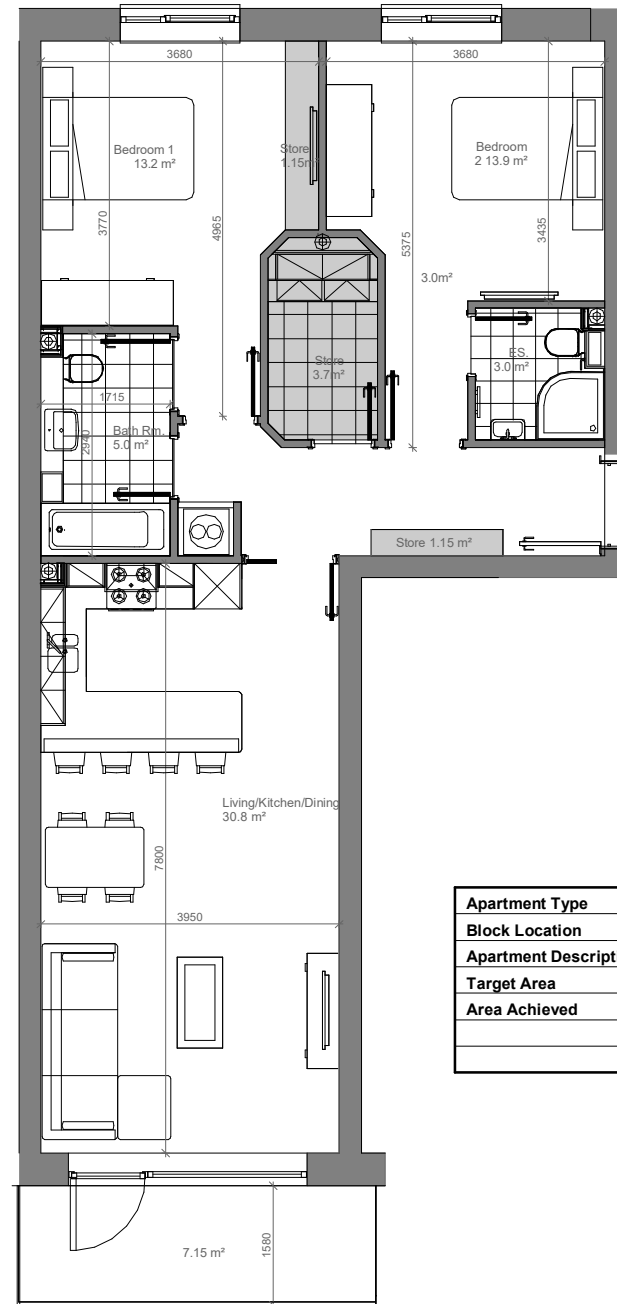 3680
3680
Bedroom 1
13.2 m²
Store
1.15m²
Bedroom
2 13.9 m²
3770
4965
5375
3435
3.0m²
Store
3.7m²
ES.
3.0 m²
1715
Bath Rm.
5.0 m²
2940
Store 1.15 m²
Living/Kitchen/Dining
30.8 m²
7800
3950
Apartment Type
Block Location
Apartment Descripti
Target Area
Area Achieved
7.15 m²
1580